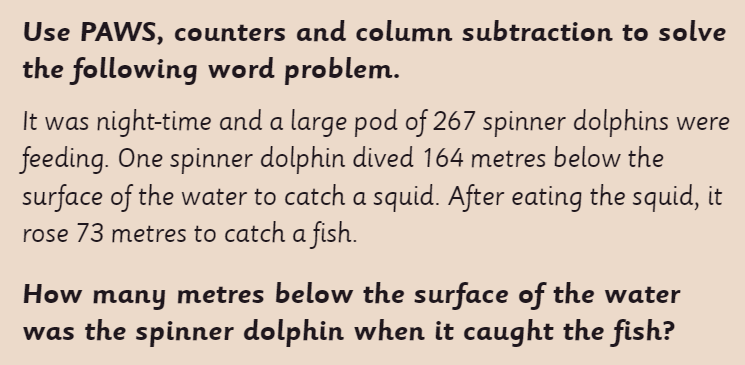 Use PAWS, counters and column subtraction to solve
the following word problem.
It was night-time and a large pod of 267 spinner dolphins were
feeding. One spinner dolphin dived 164 metres below the
surface of the water to catch a squid. After eating the squid, it
rose 73 metres to catch a fish.
How many metres below the surface of the water
was the spinner dolphin when it caught the fish?